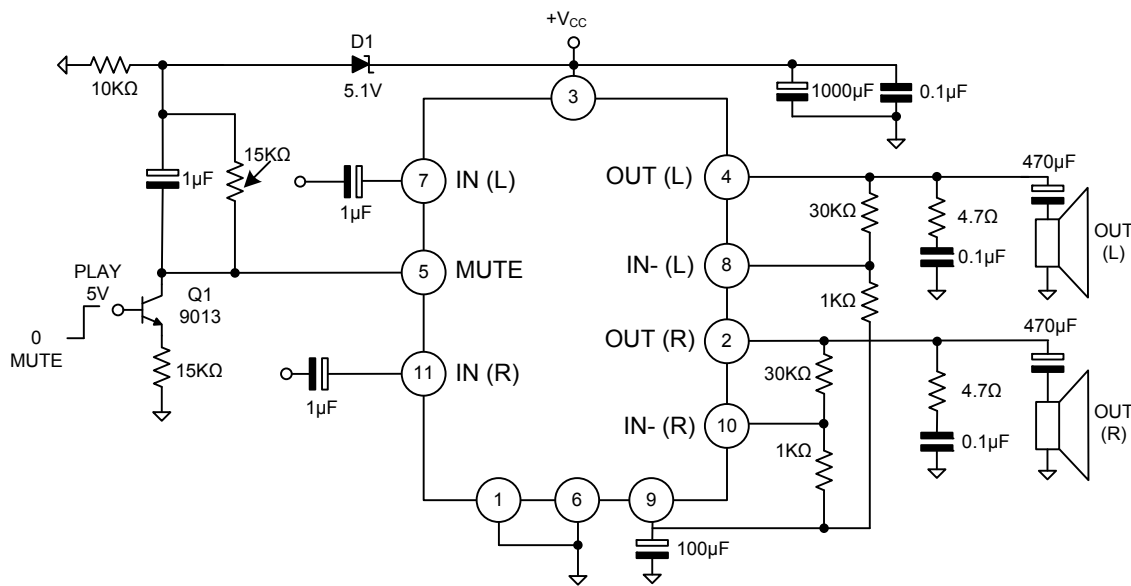 +VCC
D1
10KΩ
5.1V
3
1000µF
0.1µF
15KΩ
1µF
7
IN (L)
1µF
OUT (L)
4
470µF
30KΩ
4.7Ω
OUT
(L)
PLAY
5V
Q1
9013
5
MUTE
IN- (L)
8
0.1µF
1KΩ
0
MUTE
OUT (R)
2
470µF
15KΩ
11
IN (R)
1µF
30KΩ
4.7Ω
OUT
(R)
IN- (R)
10
0.1µF
1KΩ
1
6
9
100µF